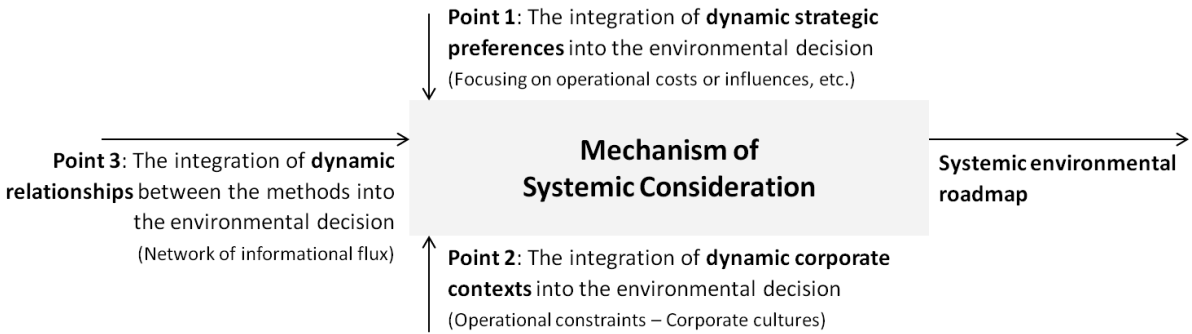 Point 1: The integration of dynamic strategic
preferences into the environmental decision
(Focusing on operational costs or influences, etc.)
Mechanism of
Systemic Consideration
Point 3: The integration of dynamic
relationships between the methods into
the environmental decision
(Network of informational flux)
Systemic environmental
roadmap
Point 2: The integration of dynamic corporate
contexts into the environmental decision
(Operational constraints – Corporate cultures)